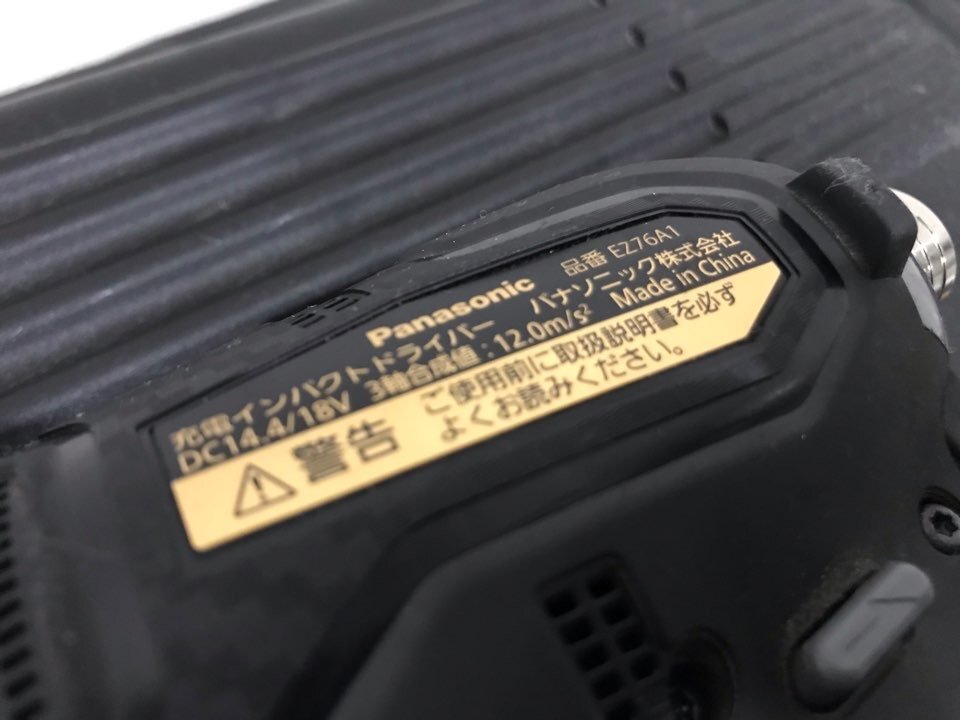 Panasonic 品番 EZ76A1
充電インパクトドライバー パナソニック株式会社
DC14.4/18V 3軸合成値:12.0m/s² Made in China
警告 ご使用前に取扱説明書を必ず
よくお読みください。